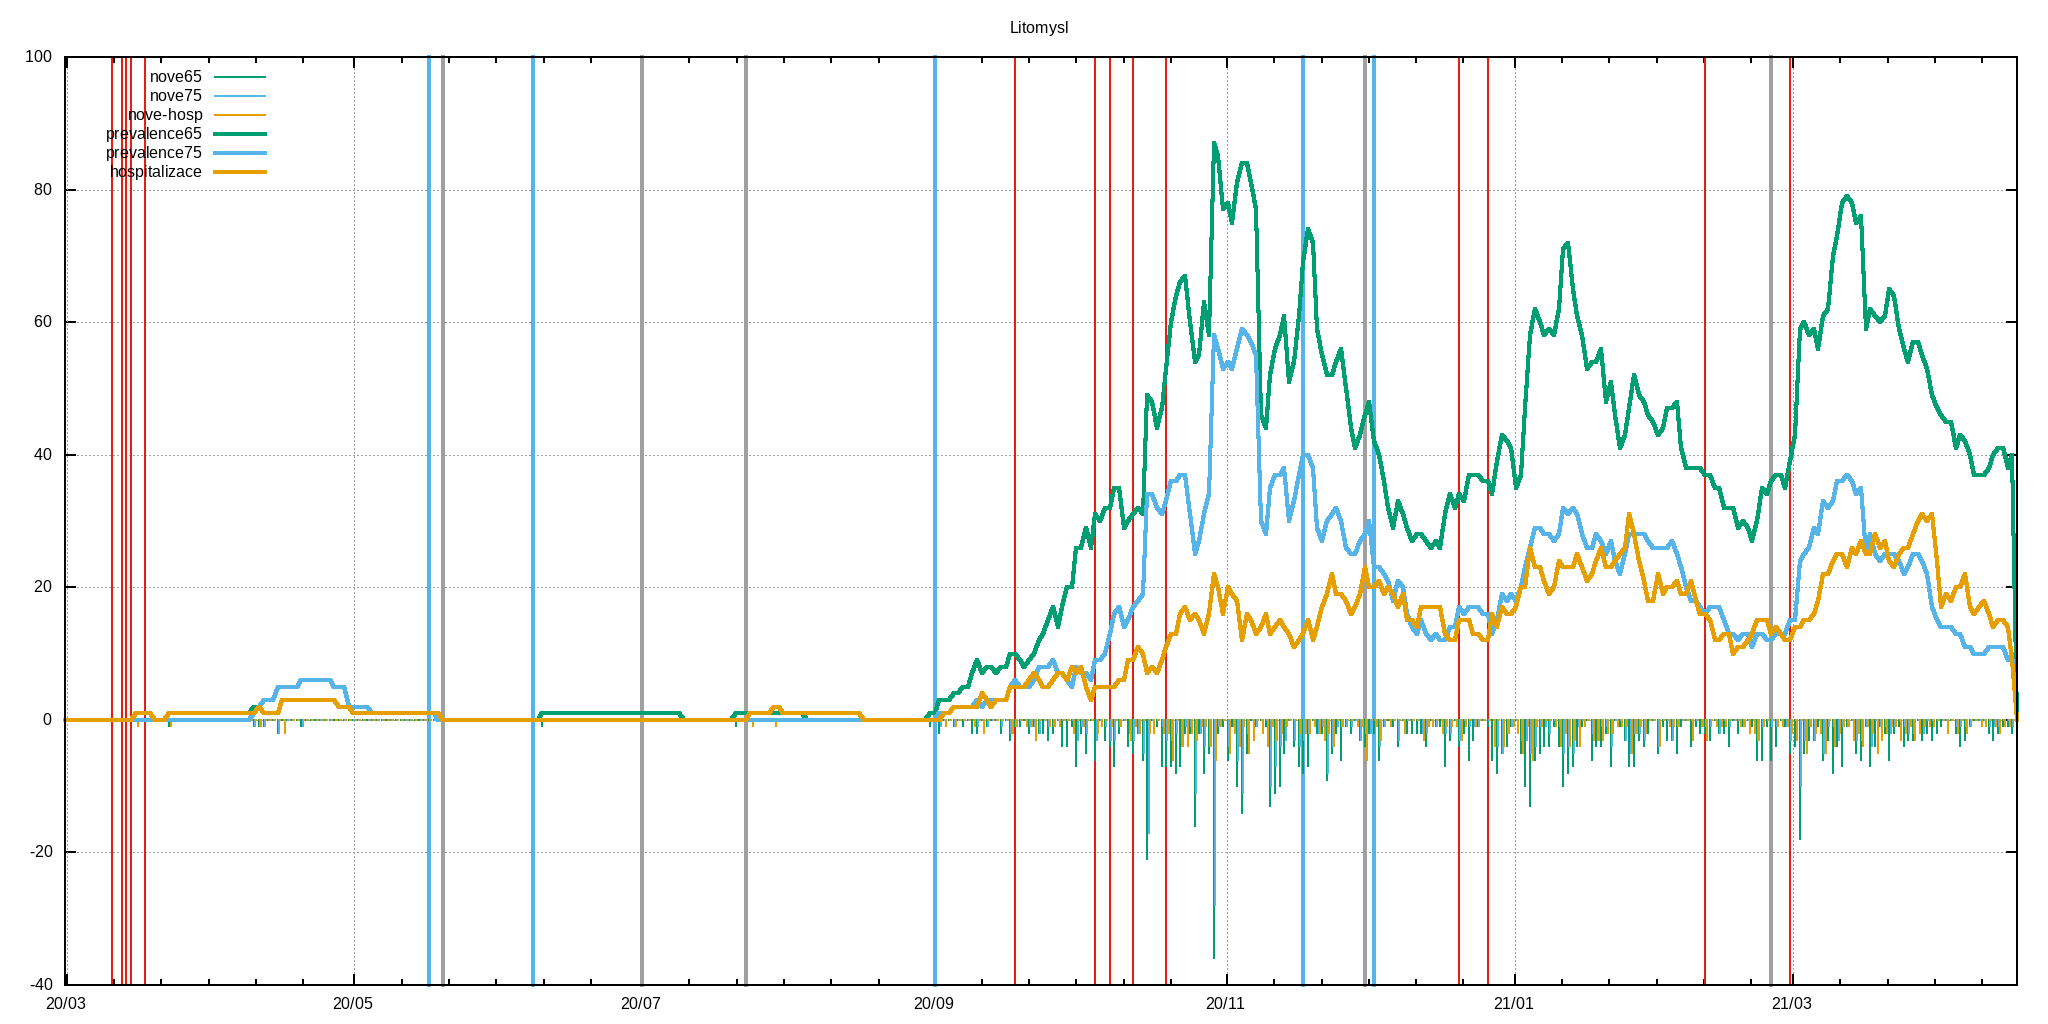 Litomysl
100
nove65
nove75
nove-hosp
prevalence65
prevalence75
hospitalizace
80
60
40
20
0
-20
-40
20/03 20/05 20/07 20/09 20/11 21/01 21/03